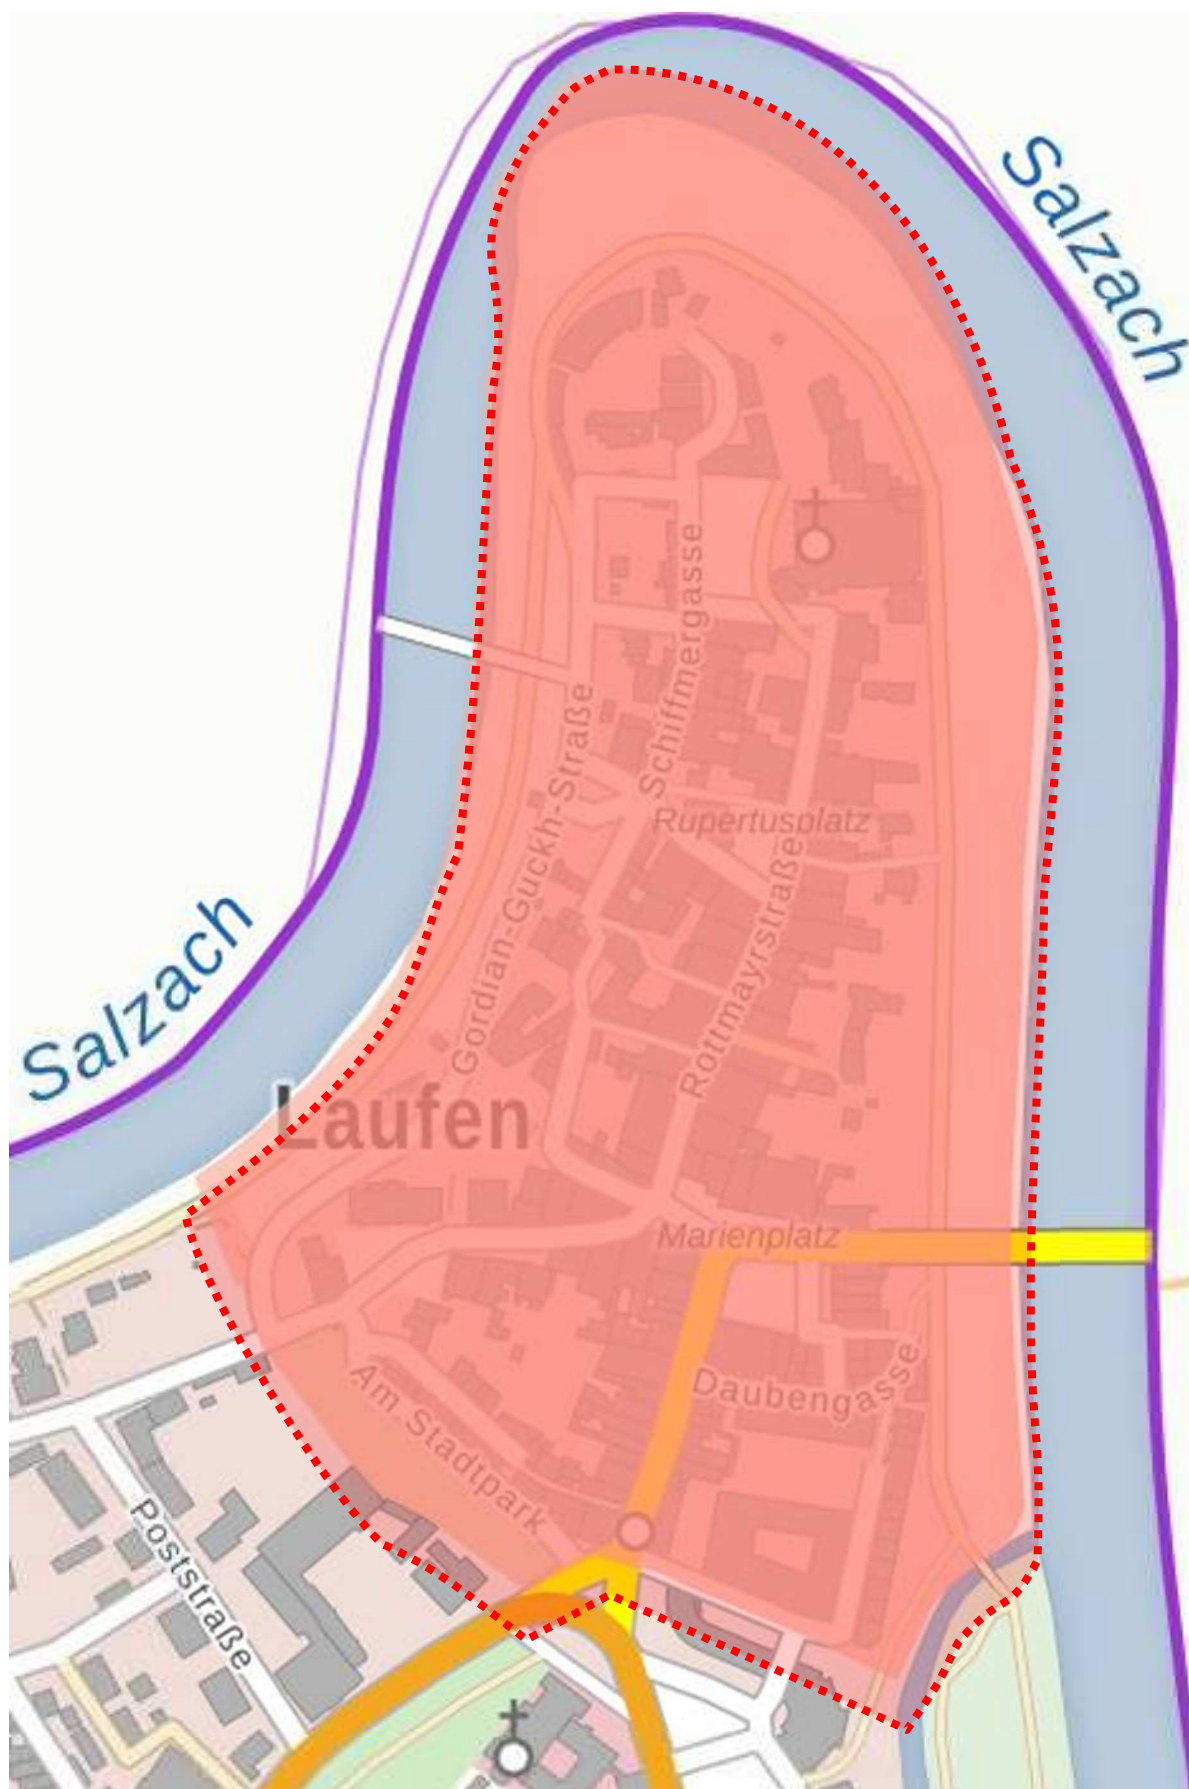 Salzach
Schiffmergasse
Gordian-Guckh-Straße
Rupertusplatz
Rottmayrstraße
Salzach
Laufen
Marienplatz
Daubengasse
Am Stadtpark
Poststraße